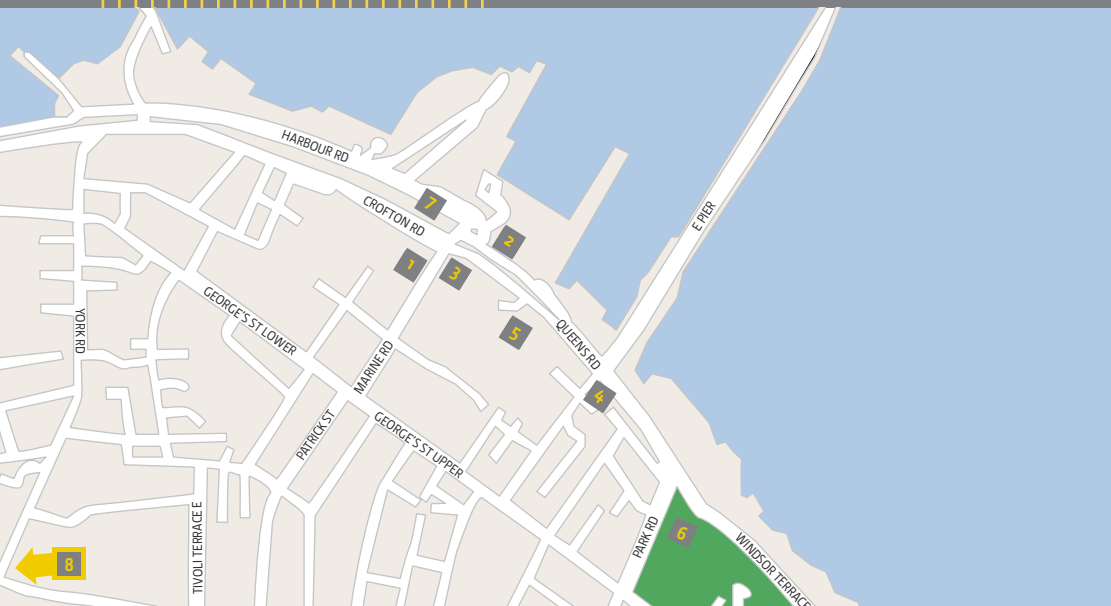 HARBOUR RD
CROFTON RD
7
E PIER
2
1
3
GEORGE'S ST LOWER
YORK RD
5
QUEENS RD
MARINE RD
4
PATRICK ST
GEORGE'S ST UPPER
TIVOLI TERRACE E
PARK RD
6
WINDSOR TERRACE
8